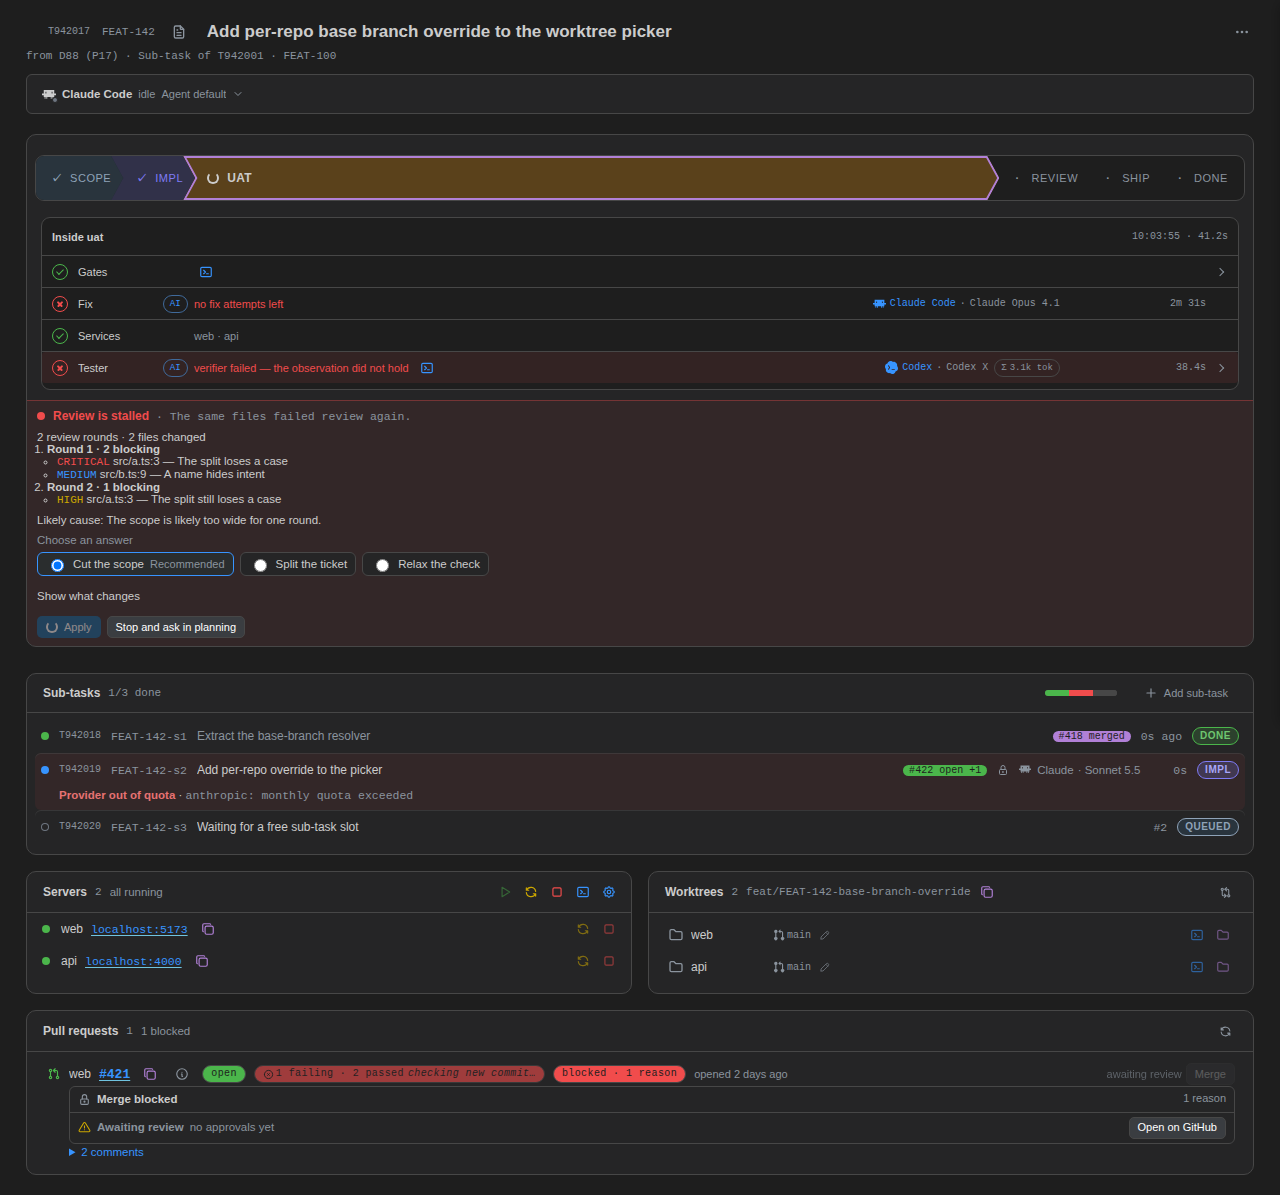 T942017 FEAT-142 Add per-repo base branch override to the worktree picker
from D88 (P17) · Sub-task of T942001 · FEAT-100
Claude Code idle Agent default
SCOPE IMPL UAT REVIEW SHIP DONE
Inside uat 10:03:55 · 41.2s
Gates
Fix AI no fix attempts left Claude Code · Claude Opus 4.1 2m 31s
Services web · api
Tester AI verifier failed — the observation did not hold Codex · Codex X Σ 3.1k tok 38.4s
Review is stalled · The same files failed review again.
2 review rounds · 2 files changed
1. Round 1 · 2 blocking
CRITICAL src/a.ts:3 — The split loses a case
MEDIUM src/b.ts:9 — A name hides intent
2. Round 2 · 1 blocking
HIGH src/a.ts:3 — The split still loses a case
Likely cause: The scope is likely too wide for one round.
Choose an answer
Cut the scope Recommended Split the ticket Relax the check
Show what changes
Apply Stop and ask in planning
Sub-tasks 1/3 done Add sub-task
T942018 FEAT-142-s1 Extract the base-branch resolver #418 merged 0s ago DONE
T942019 FEAT-142-s2 Add per-repo override to the picker #422 open +1 Claude · Sonnet 5.5 0s IMPL
Provider out of quota · anthropic: monthly quota exceeded
T942020 FEAT-142-s3 Waiting for a free sub-task slot #2 QUEUED
Servers 2 all running
web localhost:5173
api localhost:4000
Worktrees 2 feat/FEAT-142-base-branch-override
web main
api main
Pull requests 1 1 blocked
web #421 open 1 failing · 2 passed checking new commit… blocked · 1 reason opened 2 days ago awaiting review Merge
Merge blocked 1 reason
Awaiting review no approvals yet Open on GitHub
2 comments